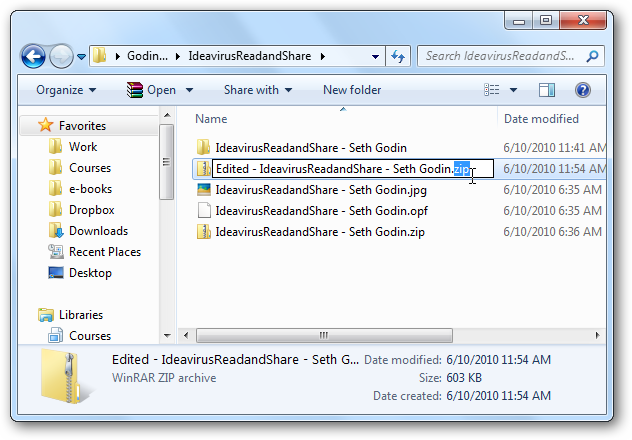 Godin... IdeavirusReadandShare Search IdeavirusReadandS...
Organize Open Share with New folder
Name Date modified
Favorites
Work
Courses
e-books
Dropbox
Downloads
Recent Places
Desktop
Libraries
Courses
IdeavirusReadandShare - Seth Godin 6/10/2010 11:41 AM
Edited - IdeavirusReadandShare - Seth Godin.zip 6/10/2010 11:54 AM
IdeavirusReadandShare - Seth Godin.jpg 6/10/2010 6:35 AM
IdeavirusReadandShare - Seth Godin.opf 6/10/2010 6:35 AM
IdeavirusReadandShare - Seth Godin.zip 6/10/2010 6:36 AM
Edited - IdeavirusReadandShare - Seth G... Date modified: 6/10/2010 11:54 AM
WinRAR ZIP archive Size: 603 KB
Date created: 6/10/2010 11:54 AM